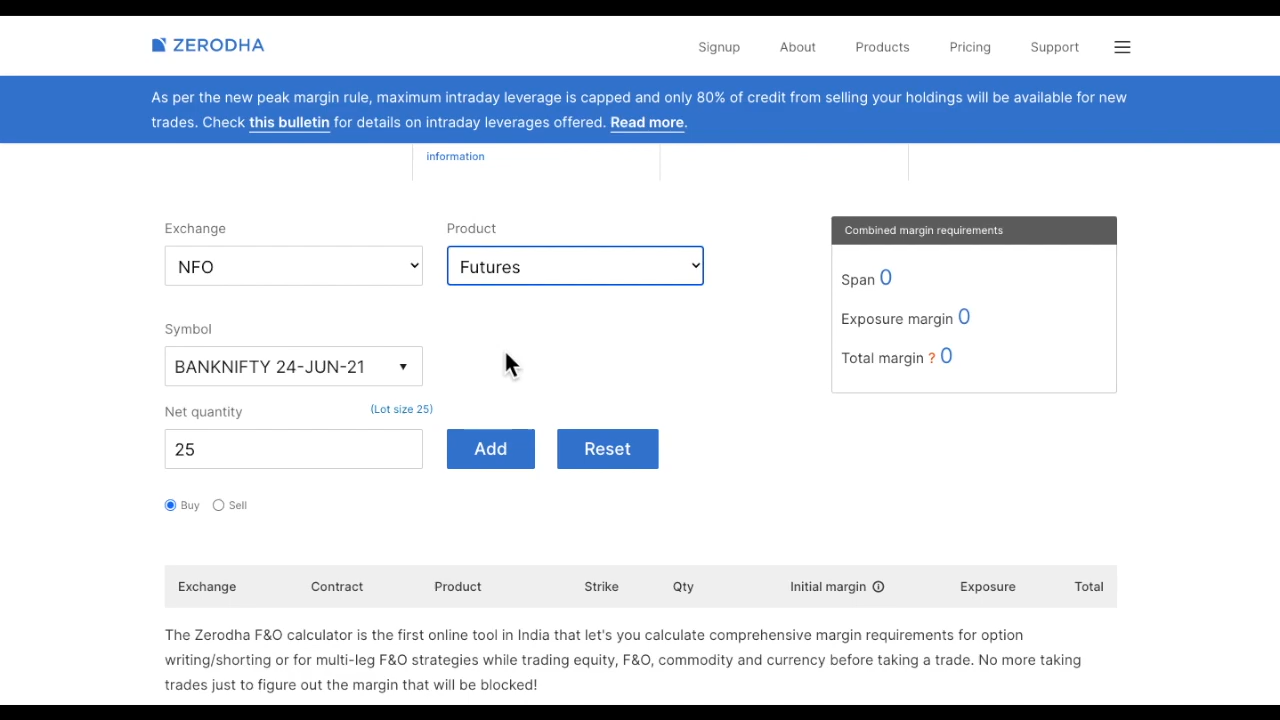 ZERODHA
Signup About Products Pricing Support
As per the new peak margin rule, maximum intraday leverage is capped and only 80% of credit from selling your holdings will be available for new
trades. Check this bulletin for details on intraday leverages offered. Read more.
information
Exchange Product
NFO Futures
Combined margin requirements
Span 0
Exposure margin 0
Total margin ? 0
Symbol
BANKNIFTY 24-JUN-21
Net quantity (Lot size 25)
25 Add Reset
Buy Sell
Exchange Contract Product Strike Qty Initial margin Exposure Total
The Zerodha F&O calculator is the first online tool in India that let's you calculate comprehensive margin requirements for option
writing/shorting or for multi-leg F&O strategies while trading equity, F&O, commodity and currency before taking a trade. No more taking
trades just to figure out the margin that will be blocked!